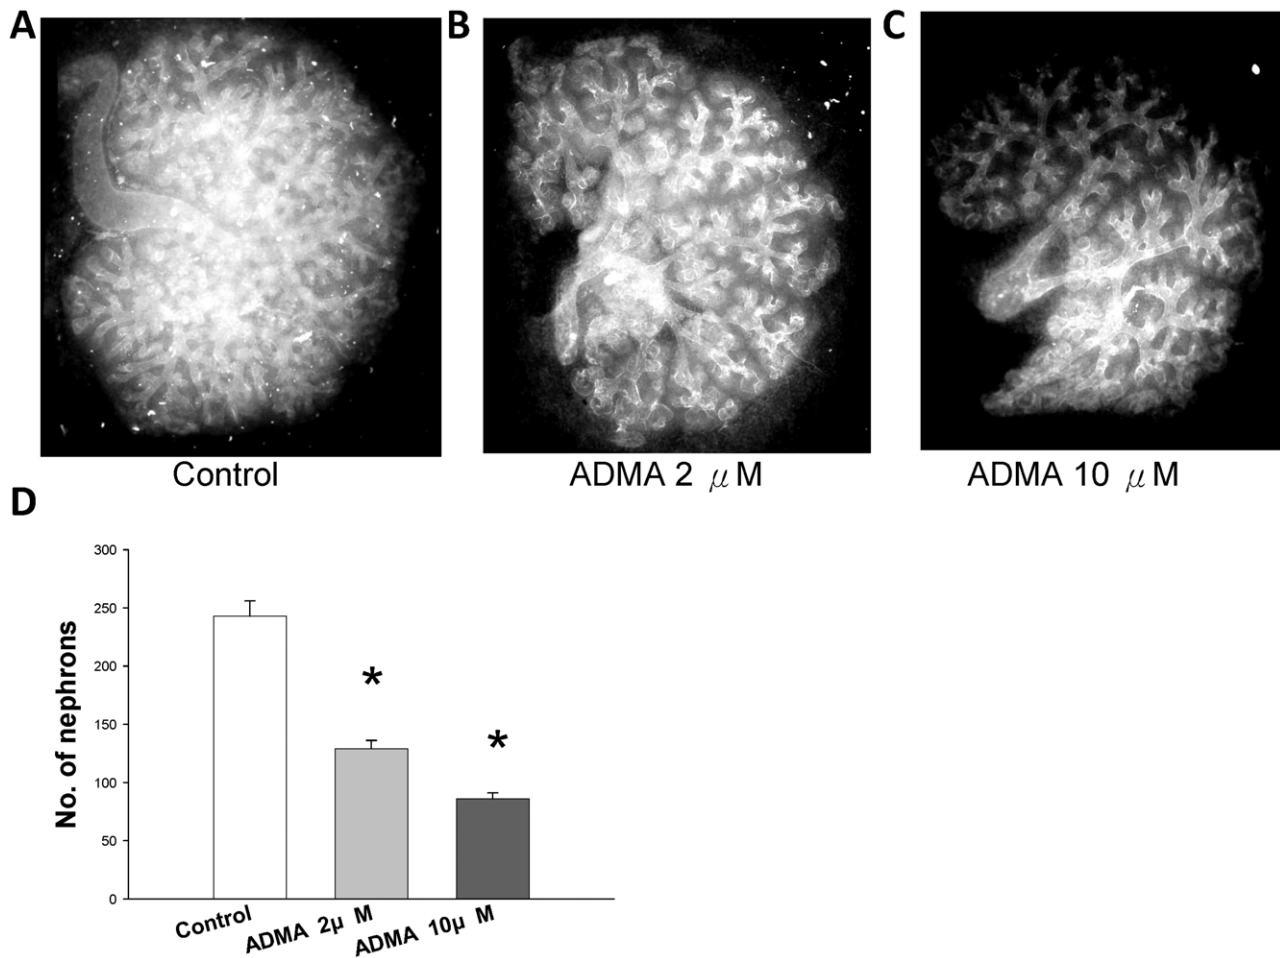 A
B
C
Control
ADMA 2 μM
ADMA 10 μM
D
300
250
200
150
100
50
0
No. of nephrons
*
*
Control
ADMA 2μ M
ADMA 10μ M